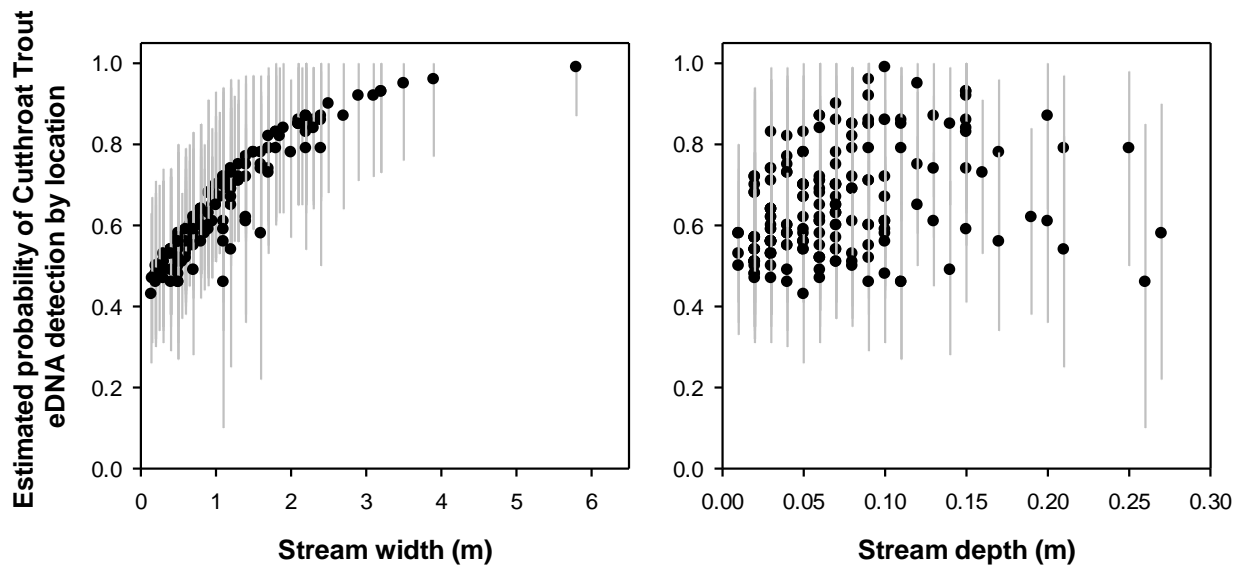 Estimated probability of Cutthroat Trout
eDNA detection by location
1.0
0.8
0.6
0.4
0.2
0.0
0 1 2 3 4 5 6
Stream width (m)
1.0
0.8
0.6
0.4
0.2
0.0
0.00 0.05 0.10 0.15 0.20 0.25 0.30
Stream depth (m)